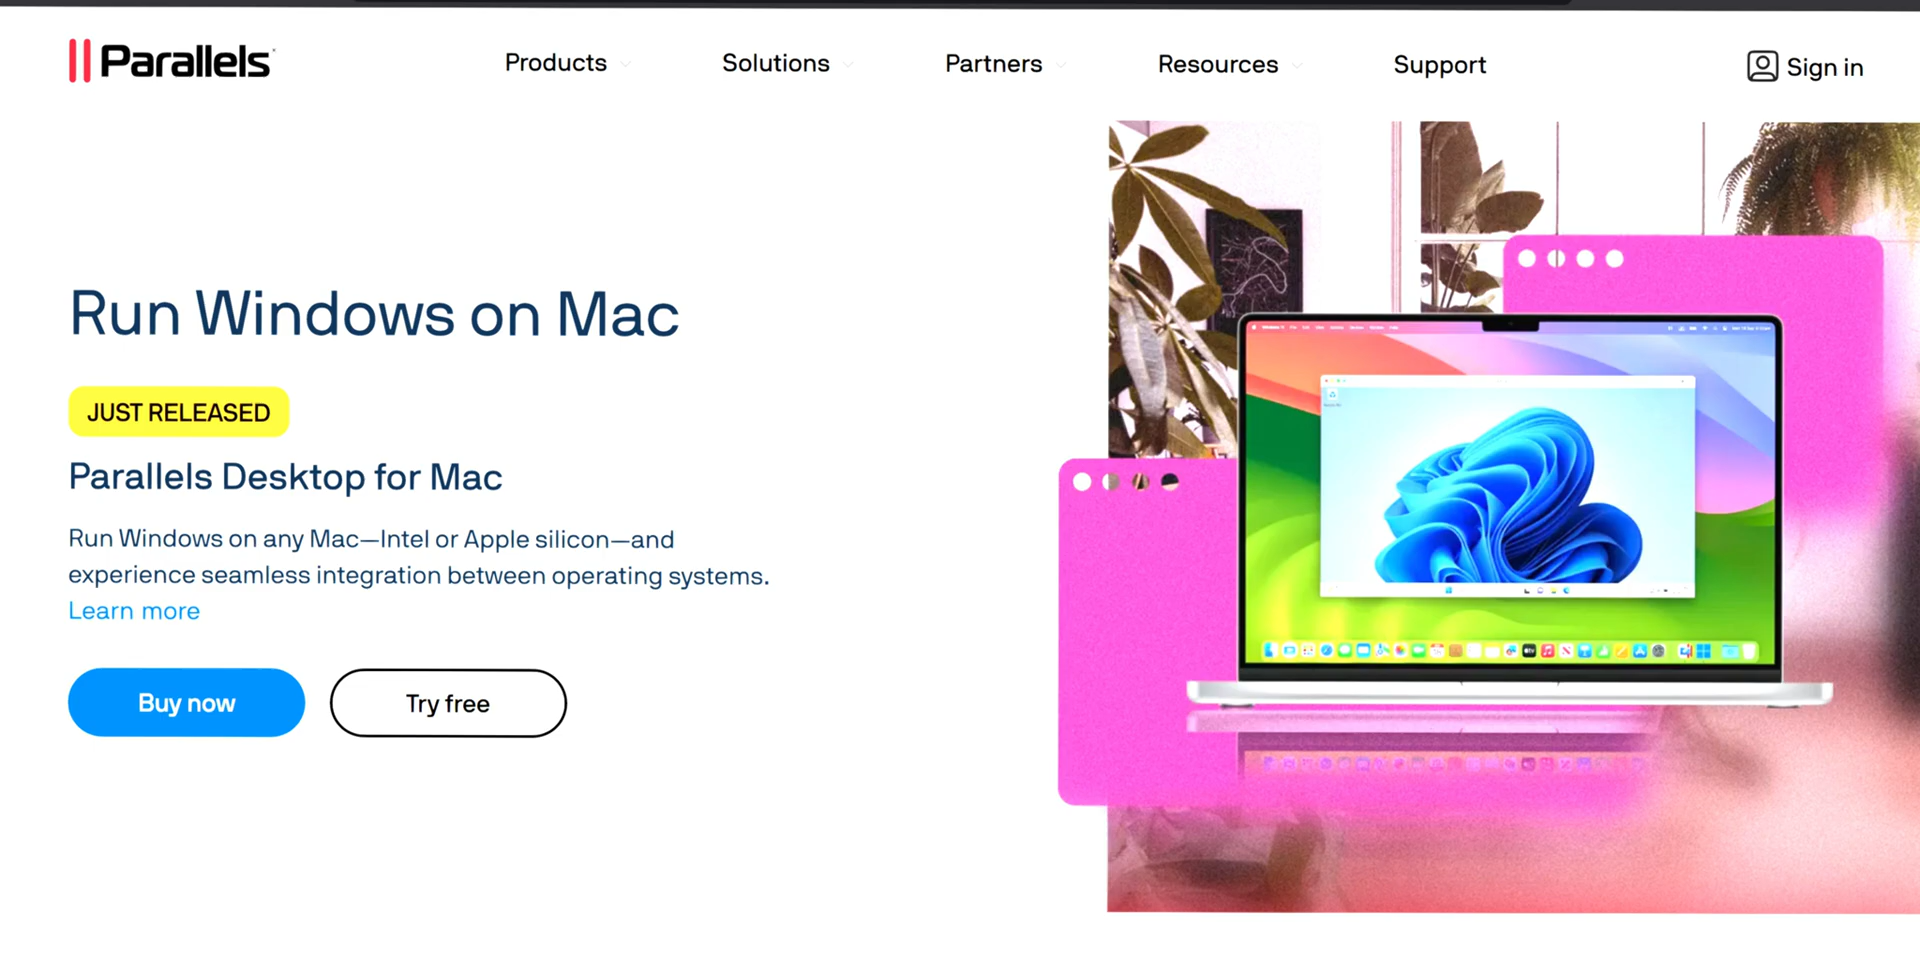 Parallels
Products
Solutions
Partners
Resources
Support
Sign in
Run Windows on Mac
JUST RELEASED
Parallels Desktop for Mac
Run Windows on any Mac—Intel or Apple silicon—and
experience seamless integration between operating systems.
Learn more
Buy now
Try free